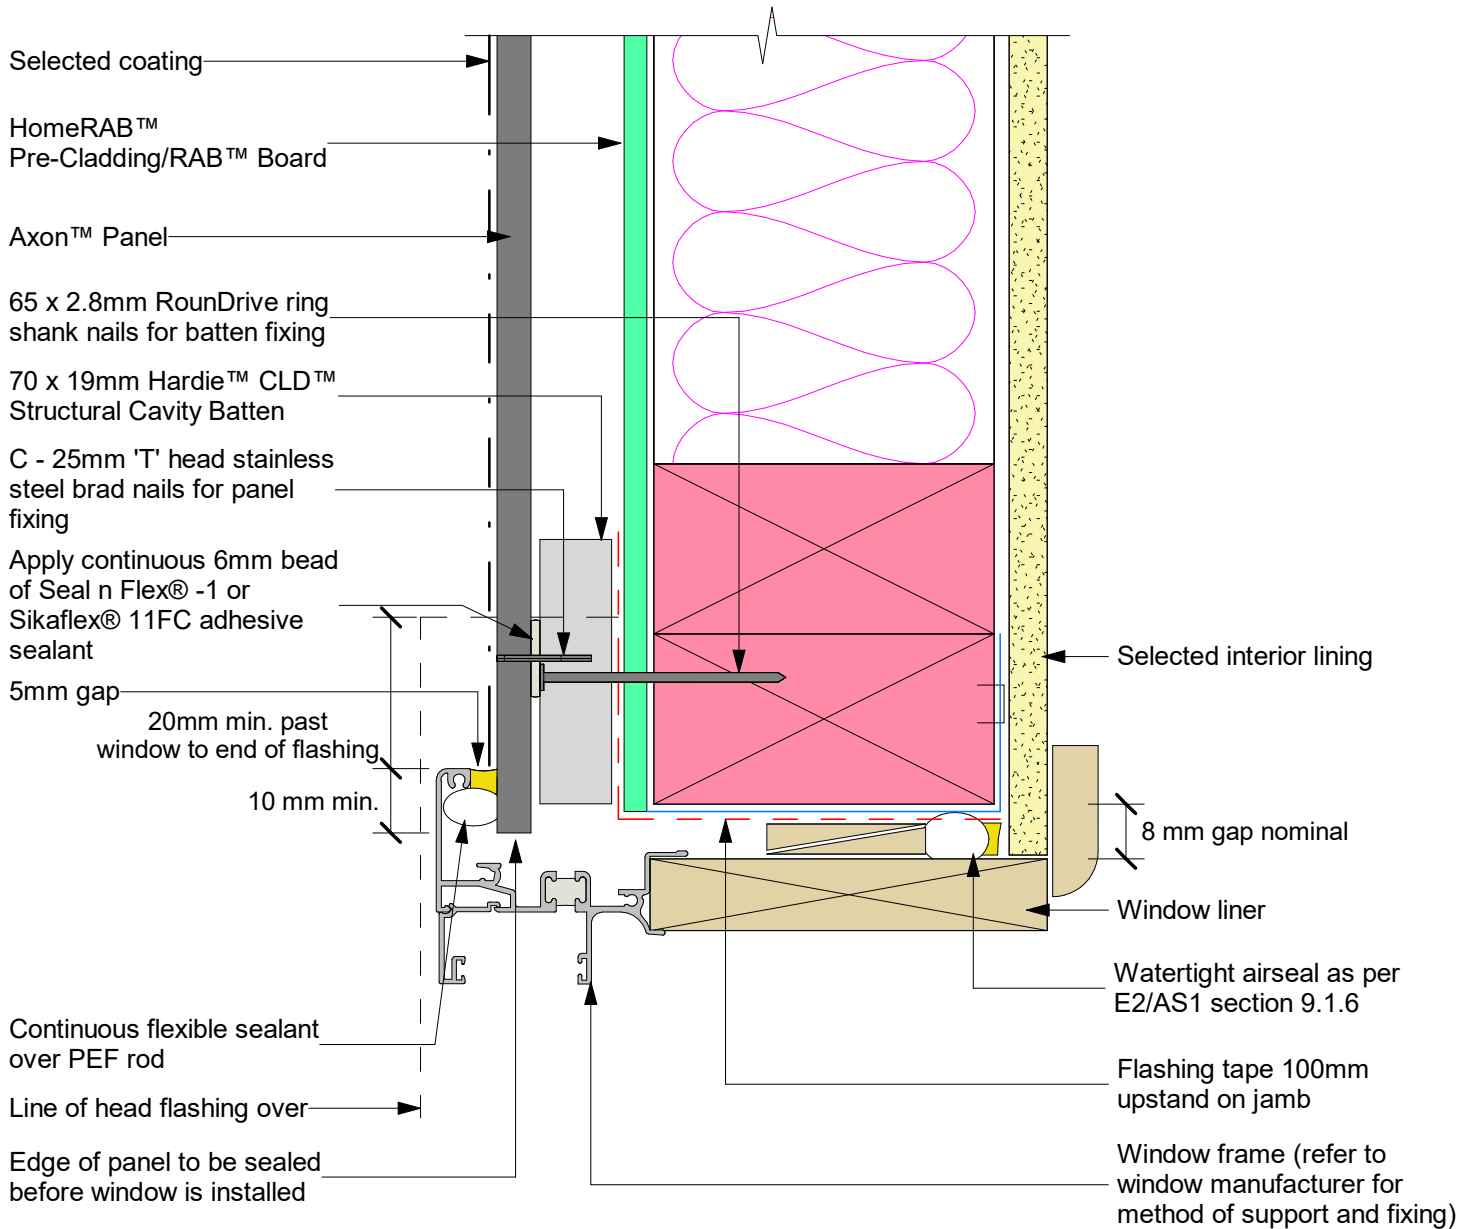 Selected coating
HomeRAB™
Pre-Cladding/RAB™ Board
Axon™ Panel
65 x 2.8mm RounDrive ring
shank nails for batten fixing
70 x 19mm Hardie™ CLD™
Structural Cavity Batten
C - 25mm 'T' head stainless
steel brad nails for panel
fixing
Apply continuous 6mm bead
of Seal n Flex® -1 or
Sikaflex® 11FC adhesive
sealant
5mm gap
20mm min. past
window to end of flashing
10 mm min.
Continuous flexible sealant
over PEF rod
Line of head flashing over
Edge of panel to be sealed
before window is installed
Selected interior lining
8 mm gap nominal
Window liner
Watertight airseal as per
E2/AS1 section 9.1.6
Flashing tape 100mm
upstand on jamb
Window frame (refer to
window manufacturer for
method of support and fixing)